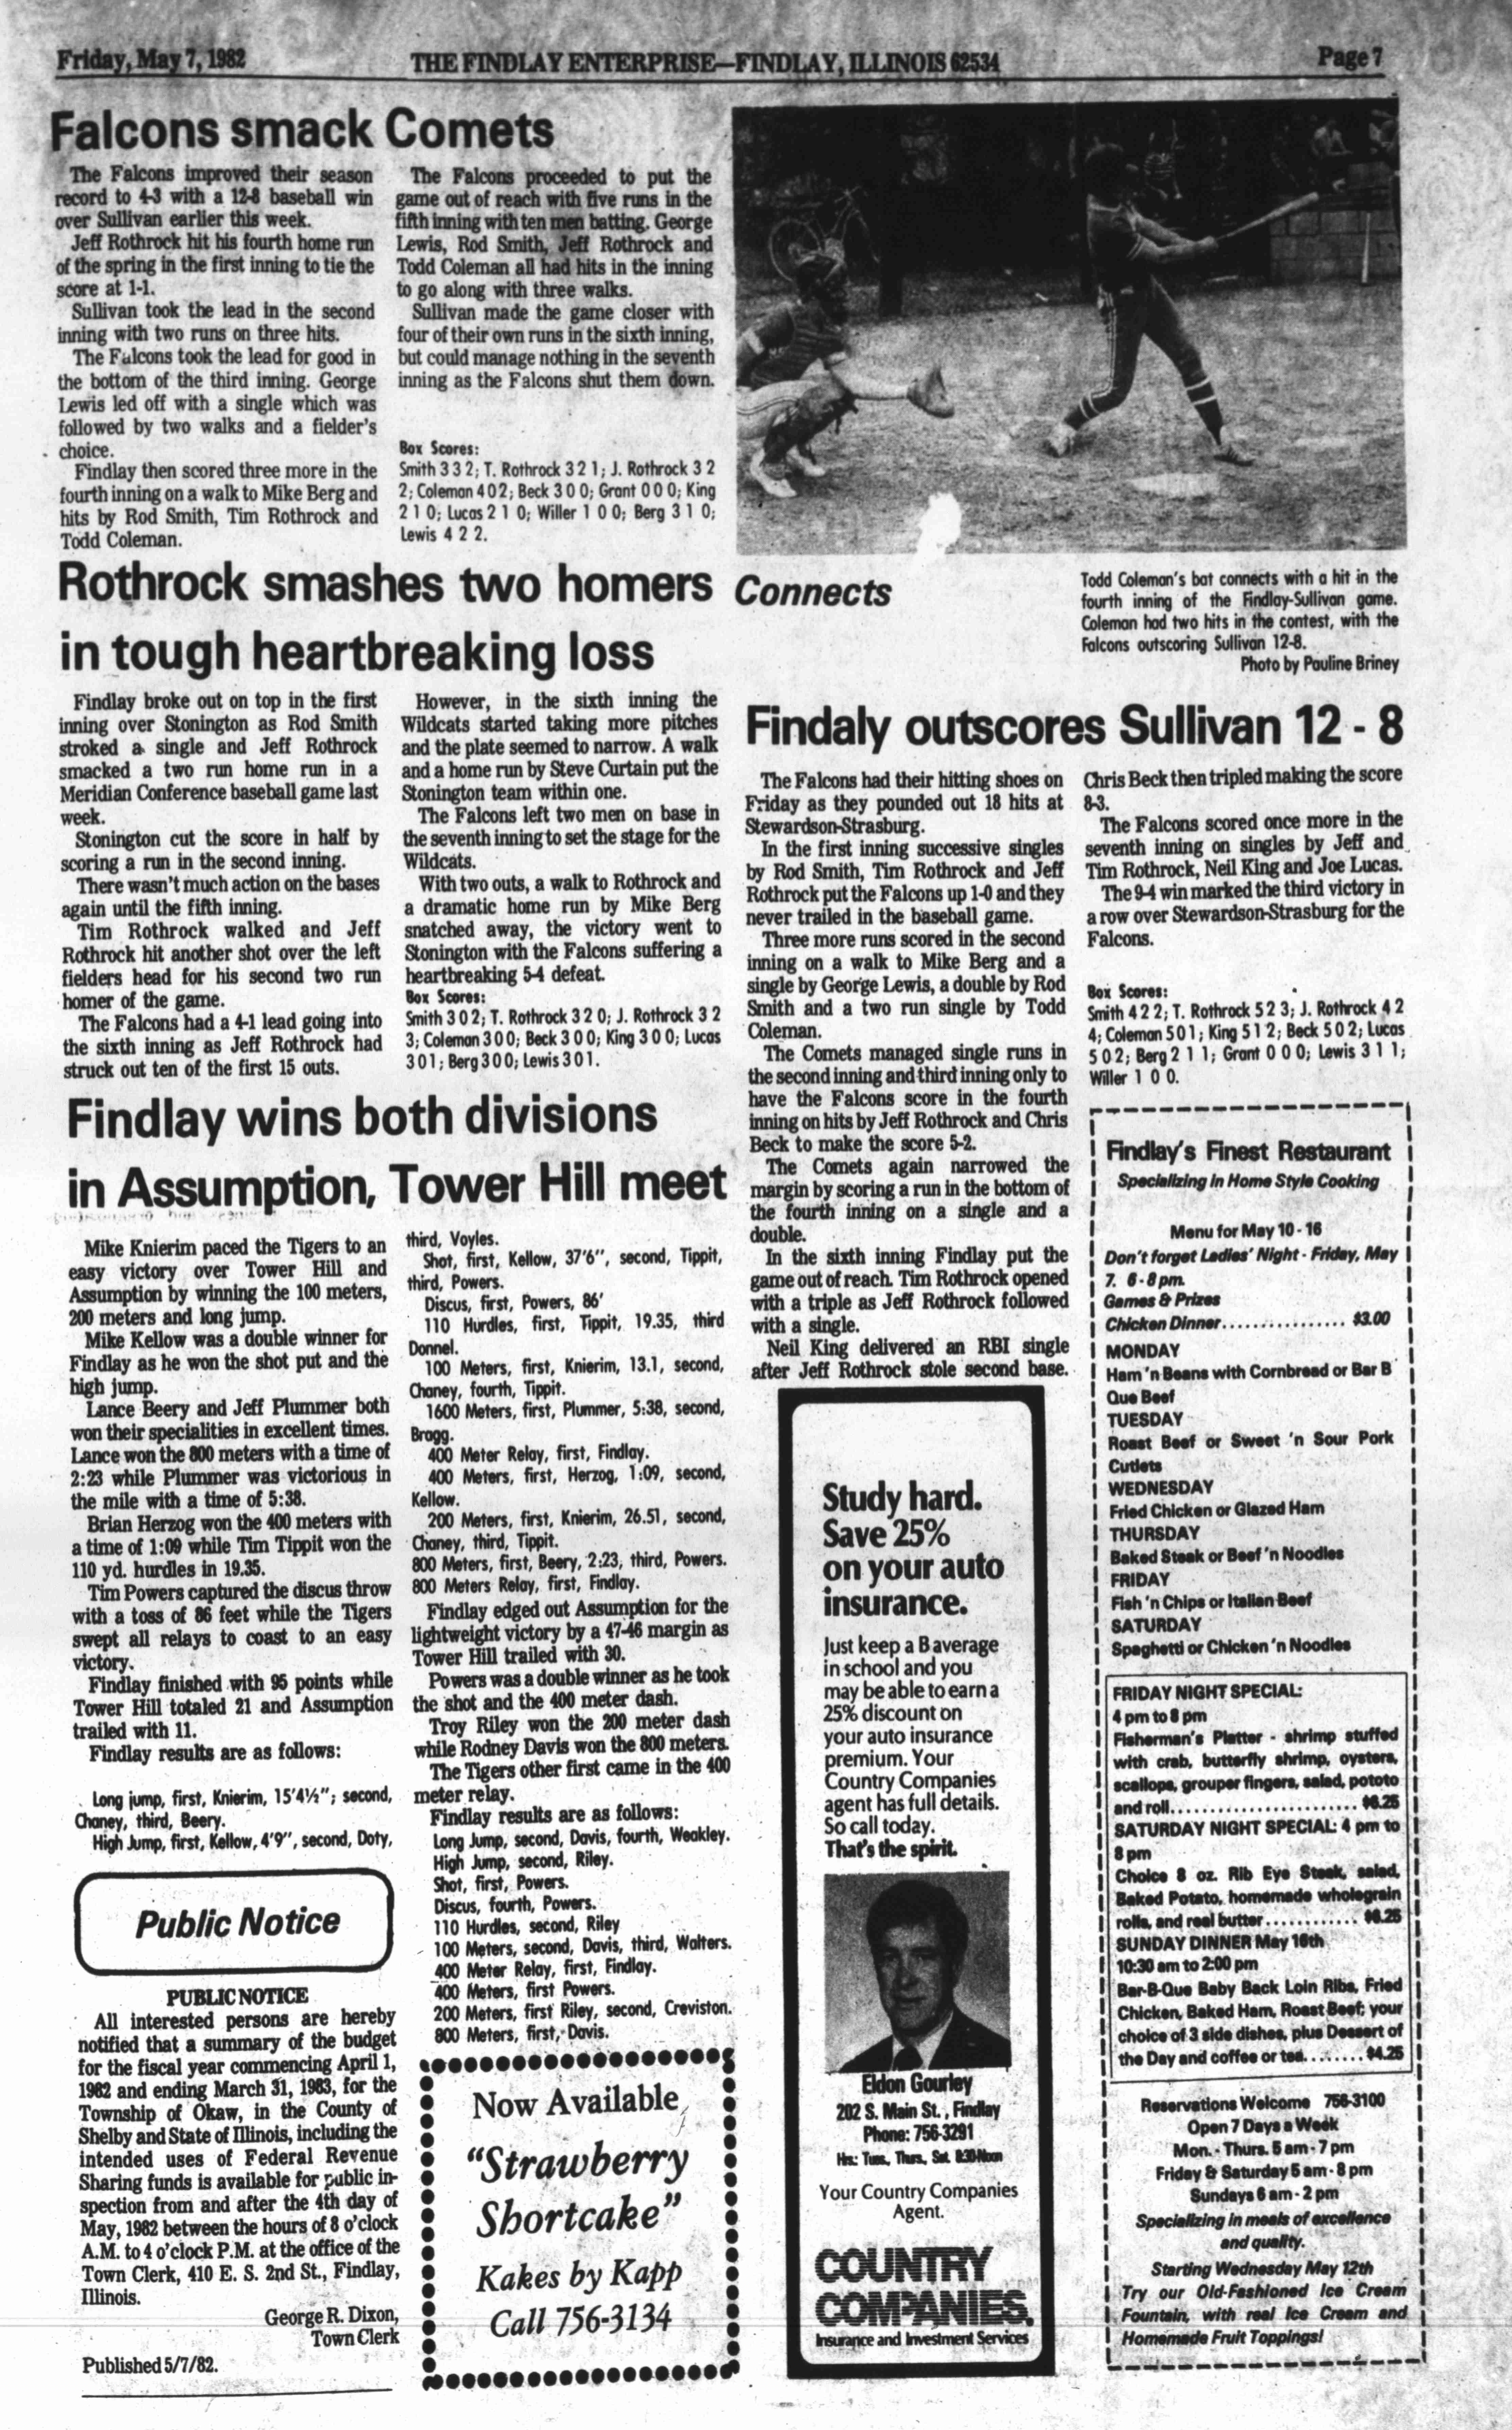 Friday, May 7, 1982
THE FINDLAY ENTERPRISE—FINDLAY, ILLINOIS 62534
Page 7
Falcons smack Comets
The Falcons improved their season
record to 4-3 with a 12-8 baseball win
over Sullivan earlier this week.
Jeff Rothrock hit his fourth home run
of the spring in the first inning to tie the
score at 1-1.
Sullivan took the lead in the second
inning with two runs on three hits.
The Falcons took the lead for good in
the bottom of the third inning. George
Lewis led off with a single which was
followed by two walks and a fielder's
choice.
Findlay then scored three more in the
fourth inning on a walk to Mike Berg and
hits by Rod Smith, Tim Rothrock and
Todd Coleman.
The Falcons proceeded to put the
game out of reach with five runs in the
fifth inning with ten men batting. George
Lewis, Rod Smith, Jeff Rothrock and
Todd Coleman all had hits in the inning
to go along with three walks.
Sullivan made the game closer with
four of their own runs in the sixth inning,
but could manage nothing in the seventh
inning as the Falcons shut them down.
Box Scores:
Smith 3 3 2; T. Rothrock 3 2 1; J. Rothrock 3 2
2; Coleman 4 0 2; Beck 3 0 0; Grant 0 0 0; King
2 1 0; Lucas 2 1 0; Willer 1 0 0; Berg 3 1 0;
Lewis 4 2 2.
Connects
Todd Coleman's bat connects with a hit in the
fourth inning of the Findlay-Sullivan game.
Coleman had two hits in the contest, with the
Falcons outscoring Sullivan 12-8.
Photo by Pauline Briney
Rothrock smashes two homers
in tough heartbreaking loss
Findlay broke out on top in the first
inning over Stonington as Rod Smith
stroked a single and Jeff Rothrock
smacked a two run home run in a
Meridian Conference baseball game last
week.
Stonington cut the score in half by
scoring a run in the second inning.
There wasn't much action on the bases
again until the fifth inning.
Tim Rothrock walked and Jeff
Rothrock hit another shot over the left
fielders head for his second two run
homer of the game.
The Falcons had a 4-1 lead going into
the sixth inning as Jeff Rothrock had
struck out ten of the first 15 outs.
However, in the sixth inning the
Wildcats started taking more pitches
and the plate seemed to narrow. A walk
and a home run by Steve Curtain put the
Stonington team within one.
The Falcons left two men on base in
the seventh inning to set the stage for the
Wildcats.
With two outs, a walk to Rothrock and
a dramatic home run by Mike Berg
snatched away, the victory went to
Stonington with the Falcons suffering a
heartbreaking 5-4 defeat.
Box Scores:
Smith 3 0 2; T. Rothrock 3 2 0; J. Rothrock 3 2
3; Coleman 3 0 0; Beck 3 0 0; King 3 0 0; Lucas
3 0 1; Berg 3 0 0; Lewis 3 0 1.
Findaly outscores Sullivan 12 - 8
The Falcons had their hitting shoes on
Friday as they pounded out 18 hits at
Stewardson-Strasburg.
In the first inning successive singles
by Rod Smith, Tim Rothrock and Jeff
Rothrock put the Falcons up 1-0 and they
never trailed in the baseball game.
Three more runs scored in the second
inning on a walk to Mike Berg and a
single by George Lewis, a double by Rod
Smith and a two run single by Todd
Coleman.
The Comets managed single runs in
the second inning and third inning only to
have the Falcons score in the fourth
inning on hits by Jeff Rothrock and Chris
Beck to make the score 5-2.
The Comets again narrowed the
margin by scoring a run in the bottom of
the fourth inning on a single and a
double.
In the sixth inning Findlay put the
game out of reach. Tim Rothrock opened
with a triple as Jeff Rothrock followed
with a single.
Neil King delivered an RBI single
after Jeff Rothrock stole second base.
Chris Beck then tripled making the score
8-3.
The Falcons scored once more in the
seventh inning on singles by Jeff and
Tim Rothrock, Neil King and Joe Lucas.
The 9-4 win marked the third victory in
a row over Stewardson-Strasburg for the
Falcons.
Box Scores:
Smith 4 2 2; T. Rothrock 5 2 3; J. Rothrock 4 2
4; Coleman 5 0 1; King 5 1 2; Beck 5 0 2; Lucas
5 0 2; Berg 2 1 1; Grant 0 0 0; Lewis 3 1 1;
Willer 1 0 0.
Findlay wins both divisions
in Assumption, Tower Hill meet
Mike Knierim paced the Tigers to an
easy victory over Tower Hill and
Assumption by winning the 100 meters,
200 meters and long jump.
Mike Kellow was a double winner for
Findlay as he won the shot put and the
high jump.
Lance Beery and Jeff Plummer both
won their specialities in excellent times.
Lance won the 800 meters with a time of
2:23 while Plummer was victorious in
the mile with a time of 5:38.
Brian Herzog won the 400 meters with
a time of 1:09 while Tim Tippit won the
110 yd. hurdles in 19.35.
Tim Powers captured the discus throw
with a toss of 86 feet while the Tigers
swept all relays to coast to an easy
victory.
Findlay finished with 95 points while
Tower Hill totaled 21 and Assumption
trailed with 11.
Findlay results are as follows:
Long jump, first, Knierim, 15'4½"; second,
Chaney, third, Beery.
High Jump, first, Kellow, 4'9", second, Doty,
third, Voyles.
Shot, first, Kellow, 37'6", second, Tippit,
third, Powers.
Discus, first, Powers, 86'
110 Hurdles, first, Tippit, 19.35, third
Donnel.
100 Meters, first, Knierim, 13.1, second,
Chaney, fourth, Tippit.
1600 Meters, first, Plummer, 5:38, second,
Bragg.
400 Meter Relay, first, Findlay.
400 Meters, first, Herzog, 1:09, second,
Kellow.
200 Meters, first, Knierim, 26.51, second,
Chaney, third, Tippit.
800 Meters, first, Beery, 2:23, third, Powers.
800 Meters Relay, first, Findlay.
Findlay edged out Assumption for the
lightweight victory by a 47-46 margin as
Tower Hill trailed with 30.
Powers was a double winner as he took
the shot and the 400 meter dash.
Troy Riley won the 200 meter dash
while Rodney Davis won the 800 meters.
The Tigers other first came in the 400
meter relay.
Findlay results are as follows:
Long Jump, second, Davis, fourth, Weakley.
High Jump, second, Riley.
Shot, first, Powers.
Discus, fourth, Powers.
110 Hurdles, second, Riley
100 Meters, second, Davis, third, Walters.
400 Meter Relay, first, Findlay.
400 Meters, first Powers.
200 Meters, first Riley, second, Creviston.
800 Meters, first, Davis.
Public Notice
PUBLIC NOTICE
All interested persons are hereby
notified that a summary of the budget
for the fiscal year commencing April 1,
1982 and ending March 31, 1983, for the
Township of Okaw, in the County of
Shelby and State of Illinois, including the
intended uses of Federal Revenue
Sharing funds is available for public in-
spection from and after the 4th day of
May, 1982 between the hours of 8 o'clock
A.M. to 4 o'clock P.M. at the office of the
Town Clerk, 410 E. S. 2nd St., Findlay,
Illinois.
George R. Dixon,
Town Clerk
Published 5/7/82.
Now Available
"Strawberry
Shortcake"
Kakes by Kapp
Call 756-3134
Study hard.
Save 25%
on your auto
insurance.
Just keep a B average
in school and you
may be able to earn a
25% discount on
your auto insurance
premium. Your
Country Companies
agent has full details.
So call today.
That's the spirit.
Eldon Gourley
202 S. Main St., Findlay
Phone: 756-3291
Hrs: Tues., Thurs., Sat. 8:30-Noon
Your Country Companies
Agent.
COUNTRY
COMPANIES.
Insurance and Investment Services
Findlay's Finest Restaurant
Specializing in Home Style Cooking
Menu for May 10 - 16
Don't forget Ladies' Night - Friday, May
7. 6 - 8 pm.
Games & Prizes
Chicken Dinner................ $3.00
MONDAY
Ham 'n Beans with Cornbread or Bar B
Que Beef
TUESDAY
Roast Beef or Sweet 'n Sour Pork
Cutlets
WEDNESDAY
Fried Chicken or Glazed Ham
THURSDAY
Baked Steak or Beef 'n Noodles
FRIDAY
Fish 'n Chips or Italian Beef
SATURDAY
Spaghetti or Chicken 'n Noodles
FRIDAY NIGHT SPECIAL:
4 pm to 8 pm
Fisherman's Platter - shrimp stuffed
with crab, butterfly shrimp, oysters,
scallops, grouper fingers, salad, pototo
and roll........................ $6.25
SATURDAY NIGHT SPECIAL: 4 pm to
8 pm
Choice 8 oz. Rib Eye Steak, salad,
Baked Potato, homemade wholegrain
rolls, and real butter............ $6.25
SUNDAY DINNER May 16th
10:30 am to 2:00 pm
Bar-B-Que Baby Back Loin Ribs, Fried
Chicken, Baked Ham, Roast Beef; your
choice of 3 side dishes, plus Dessert of
the Day and coffee or tea........ $4.25
Reservations Welcome 756-3100
Open 7 Days a Week
Mon. - Thurs. 5 am - 7 pm
Friday & Saturday 5 am - 8 pm
Sundays 6 am - 2 pm
Specializing in meals of excellence
and quality.
Starting Wednesday May 12th
Try our Old-Fashioned Ice Cream
Fountain, with real Ice Cream and
Homemade Fruit Toppings!